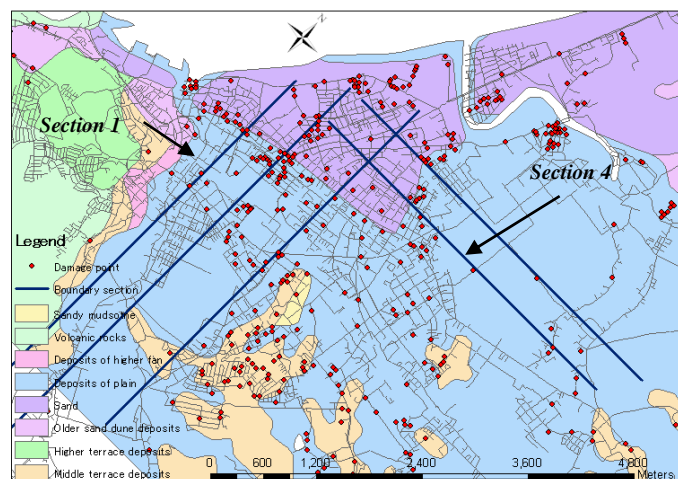 N
Section 1
Section 4
Legend
Damage point
Boundary section
Sandy mudsotne
Volcanic rocks
Deposits of higher fan
Deposits of plain
Sand
Older sand dune deposits
Higher terrace deposits
Middle terrace deposits
0 600 1,200 2,400 3,600 4,800
Meters